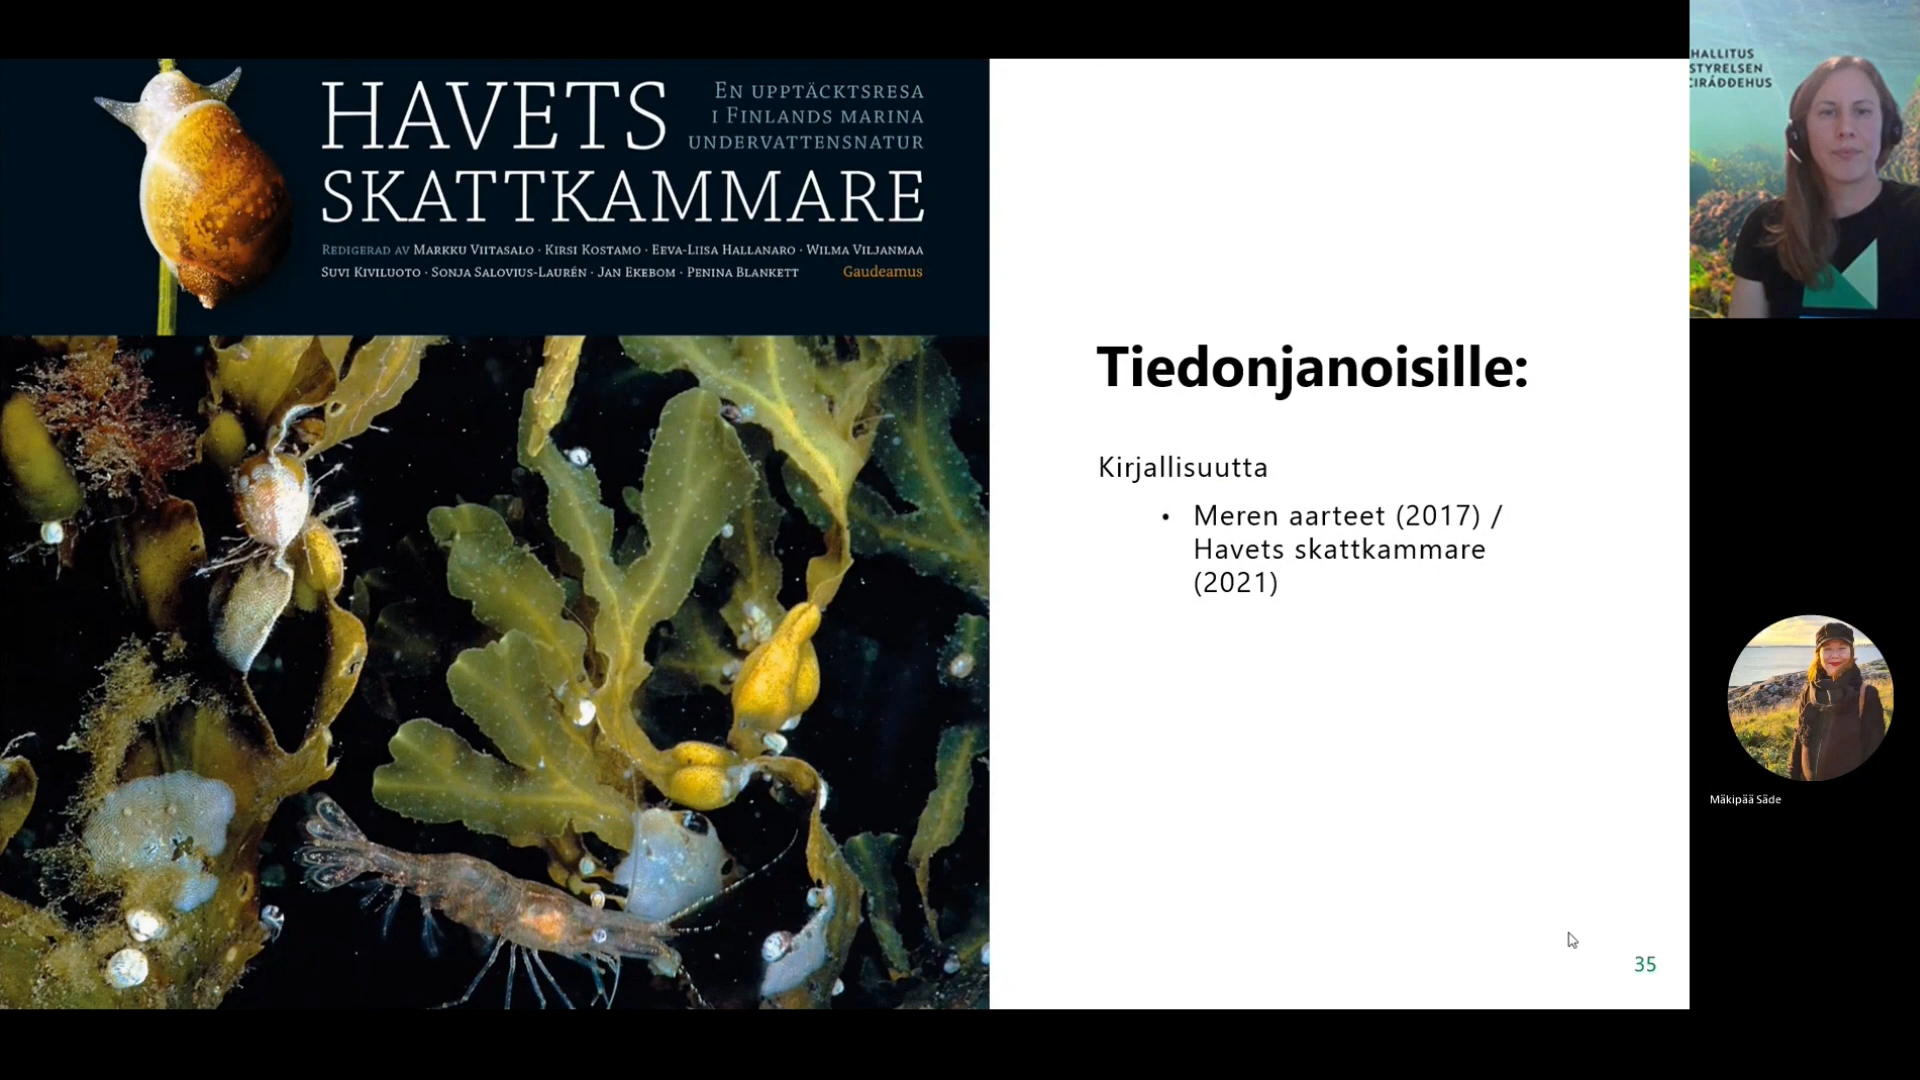 HAVETS
SKATTKAMMARE
EN UPPTÄCKTSRESA
I FINLANDS MARINA
UNDERVATTENSNATUR
REDIGERAD AV MARKKU VIITASALO · KIRSI KOSTAMO · EEVA-LIISA HALLANARO · WILMA VILJANMAA
SUVI KIVILUOTO · SONJA SALOVIUS-LAURÉN · JAN EKEBOM · PENINA BLANKETT Gaudeamus
Tiedonjanoisille:
Kirjallisuutta
• Meren aarteet (2017) /
Havets skattkammare
(2021)
35
HALLITUS
STYRELSEN
CIRÁÐĐEHUS
Mäkipää Säde